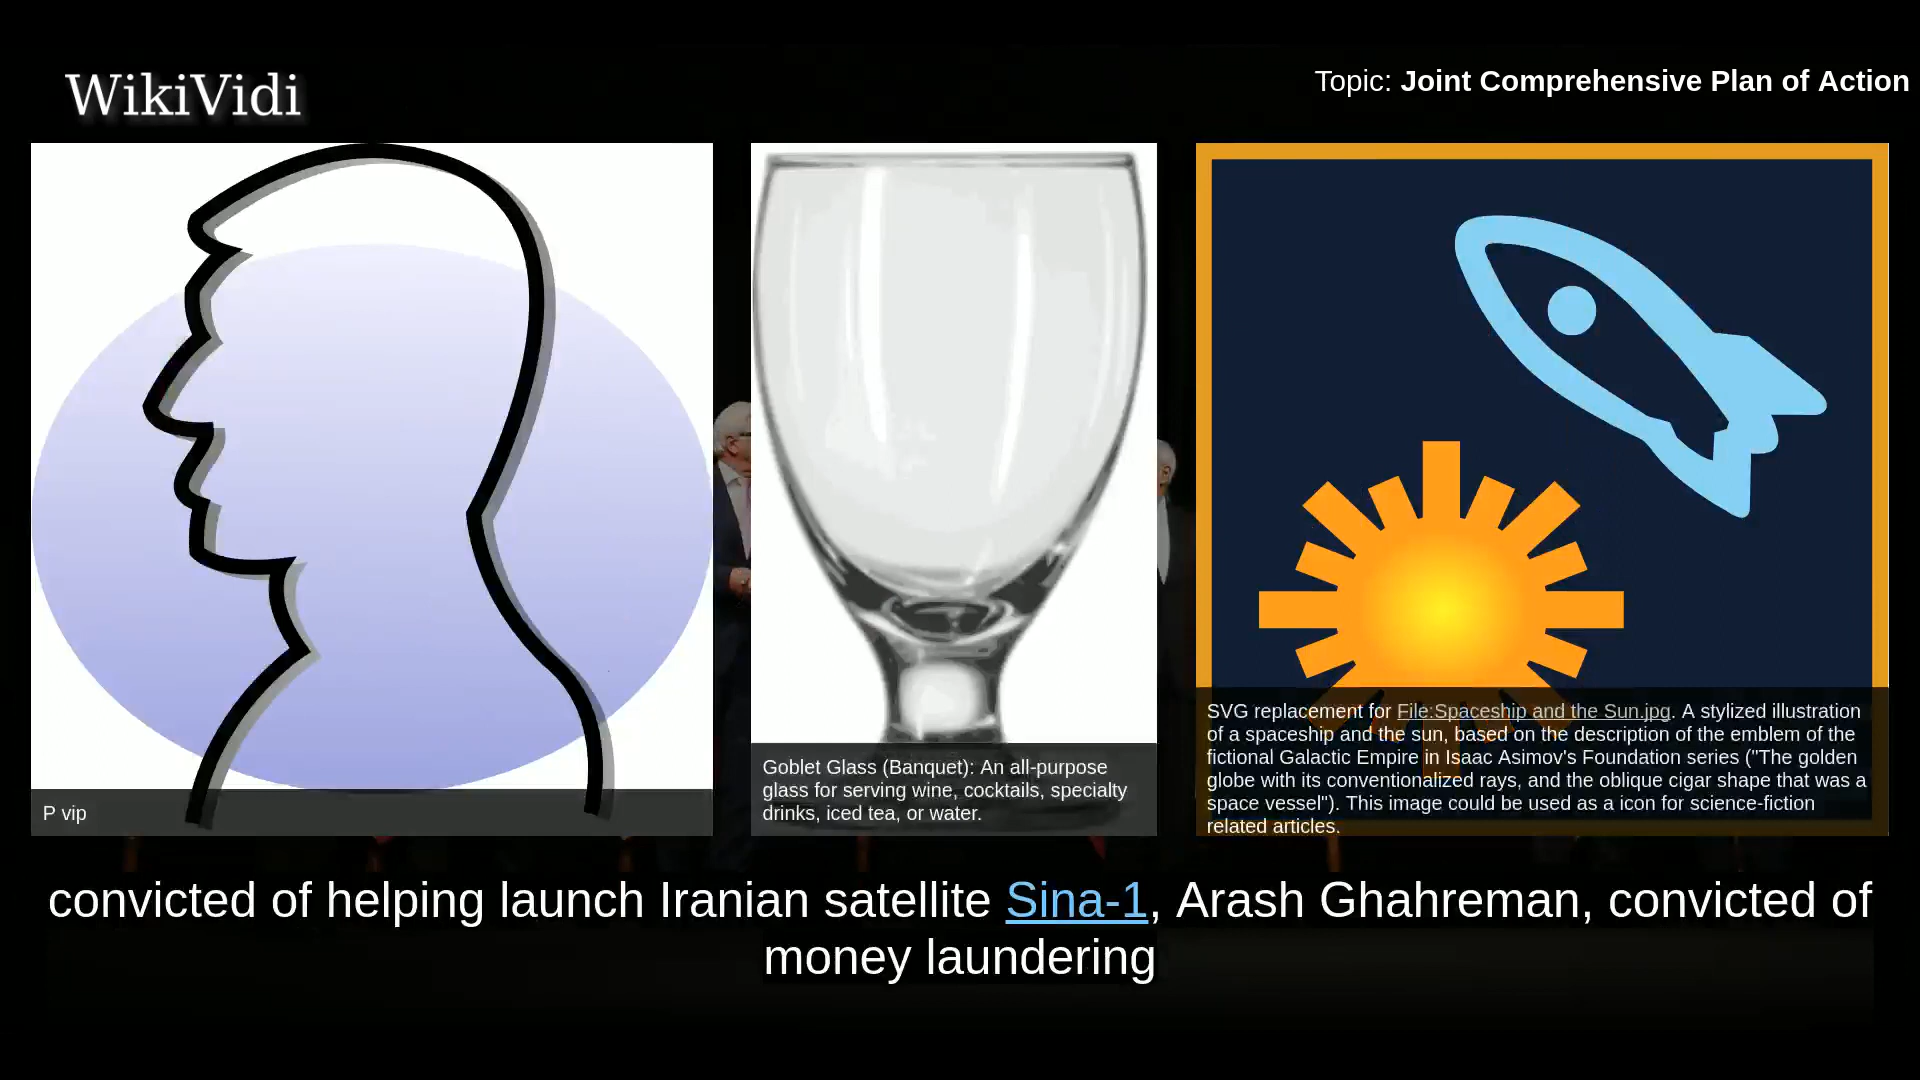 WikiVidi
Topic: Joint Comprehensive Plan of Action
P vip
Goblet Glass (Banquet): An all-purpose
glass for serving wine, cocktails, specialty
drinks, iced tea, or water.
SVG replacement for File:Spaceship and the Sun.jpg. A stylized illustration
of a spaceship and the sun, based on the description of the emblem of the
fictional Galactic Empire in Isaac Asimov's Foundation series ("The golden
globe with its conventionalized rays, and the oblique cigar shape that was a
space vessel"). This image could be used as a icon for science-fiction
related articles.
convicted of helping launch Iranian satellite Sina-1, Arash Ghahreman, convicted of
money laundering